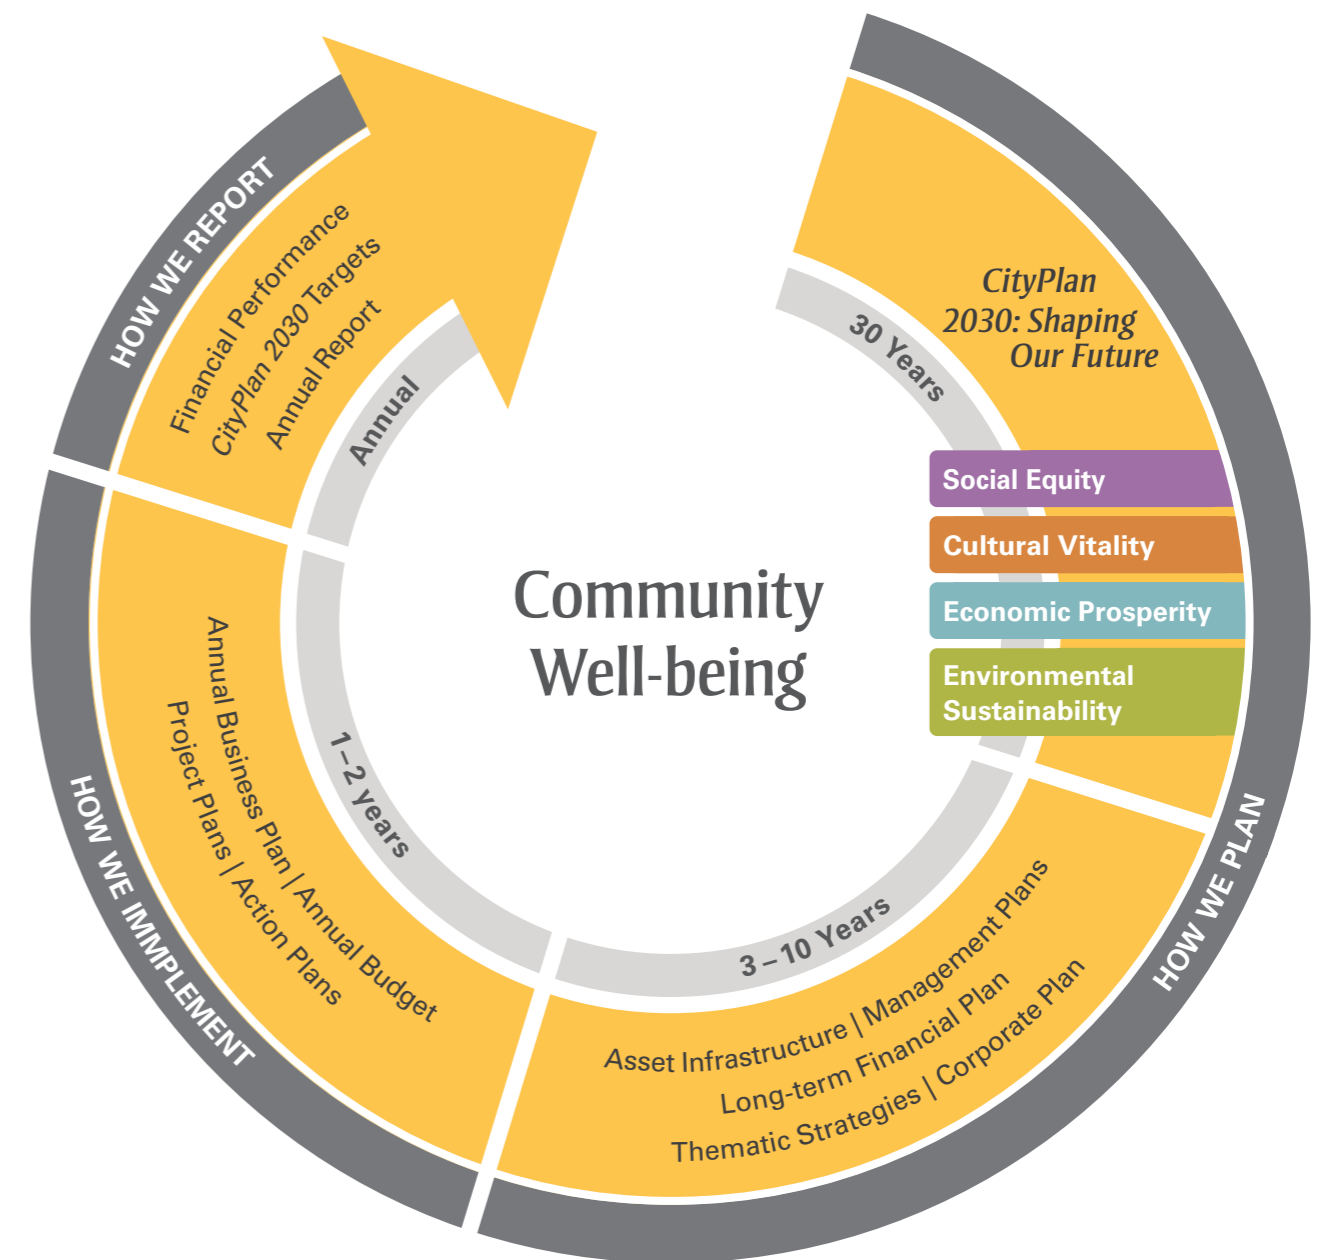 Community
Well-being
30 Years
CityPlan
2030: Shaping
Our Future
Social Equity
Cultural Vitality
Economic Prosperity
Environmental
Sustainability
HOW WE PLAN
3–10 Years
Asset Infrastructure | Management Plans
Long-term Financial Plan
Thematic Strategies | Corporate Plan
HOW WE IMMPLEMENT
1–2 years
Annual Business Plan | Annual Budget
Project Plans | Action Plans
HOW WE REPORT
Financial Performance
CityPlan 2030 Targets
Annual Report
Annual